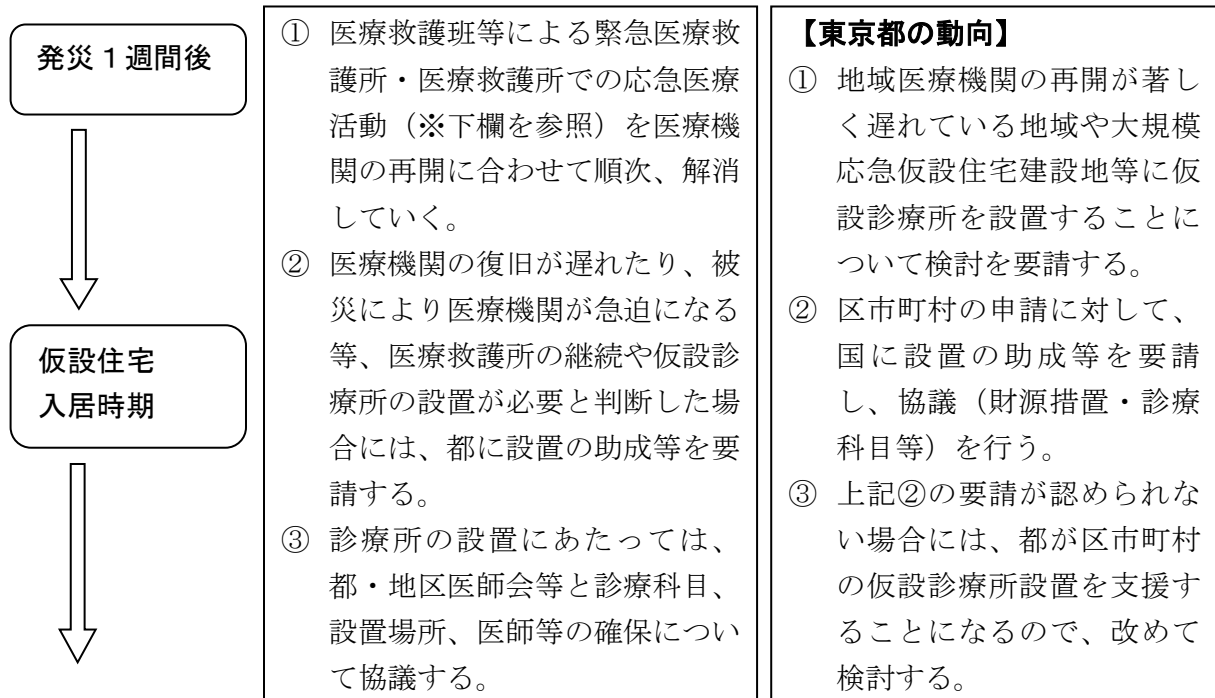 発災１週間後
仮設住宅
入居時期
① 医療救護班等による緊急医療救
護所・医療救護所での応急医療
活動（※下欄を参照）を医療機
関の再開に合わせて順次、解消
していく。
② 医療機関の復旧が遅れたり、被
災により医療機関が急迫になる
等、医療救護所の継続や仮設診
療所の設置が必要と判断した場
合には、都に設置の助成等を要
請する。
③ 診療所の設置にあたっては、
都・地区医師会等と診療科目、
設置場所、医師等の確保につい
て協議する。
【東京都の動向】
① 地域医療機関の再開が著し
く遅れている地域や大規模
応急仮設住宅建設地等に仮
設診療所を設置することに
ついて検討を要請する。
② 区市町村の申請に対して、
国に設置の助成等を要請
し、協議（財源措置・診療
科目等）を行う。
③ 上記②の要請が認められな
い場合には、都が区市町村
の仮設診療所設置を支援す
ることになるので、改めて
検討する。